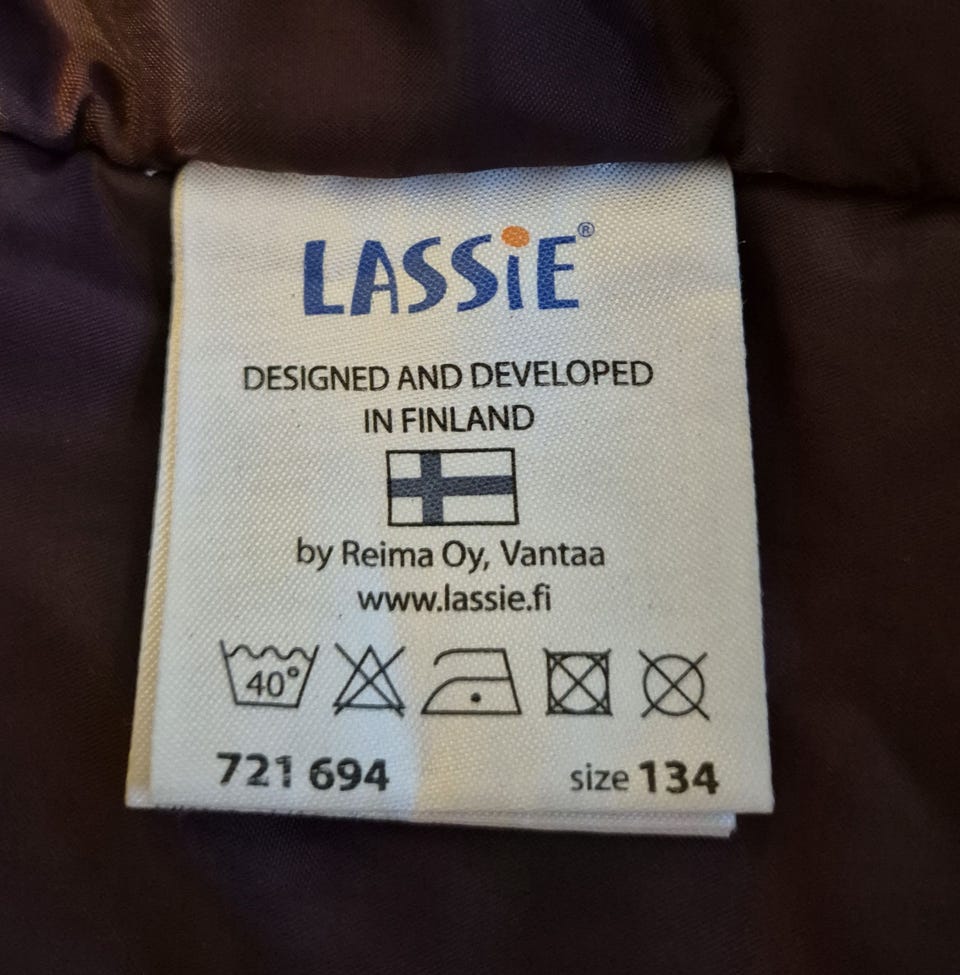 LASSiE®
DESIGNED AND DEVELOPED
IN FINLAND
by Reima Oy, Vantaa
www.lassie.fi
40°
721 694 size 134